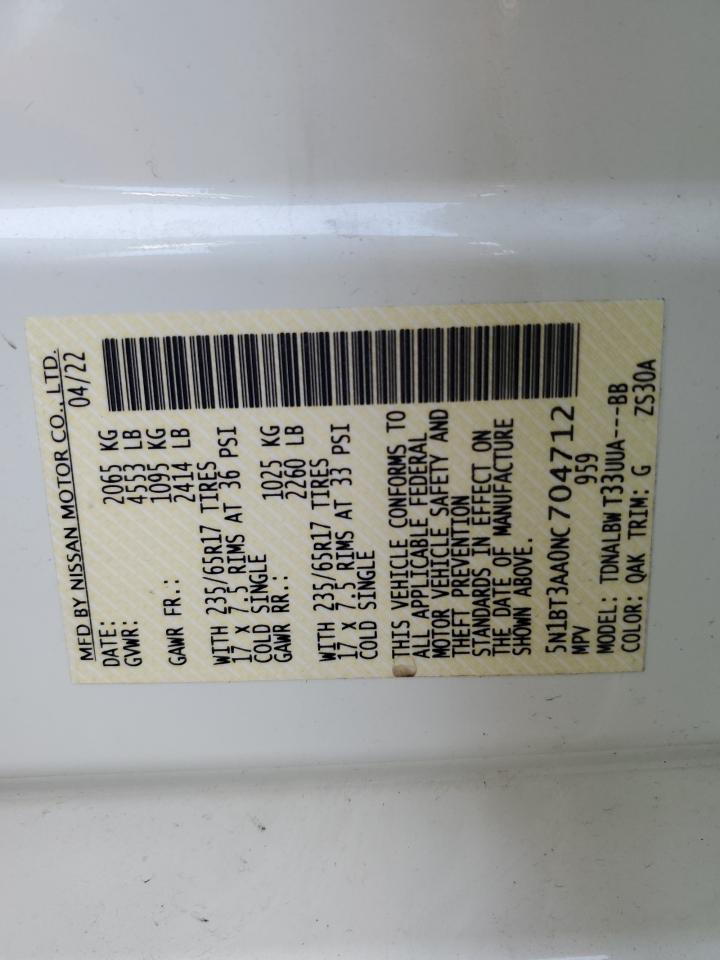 MFD BY NISSAN MOTOR CO., LTD.
DATE: 04/22
GVWR: 2065 KG
4553 LB
GAWR FR.: 1095 KG
2414 LB
WITH 235/65R17 TIRES
17 X 7.5 RIMS AT 36 PSI
COLD SINGLE
GAWR RR.: 1025 KG
2260 LB
WITH 235/65R17 TIRES
17 X 7.5 RIMS AT 33 PSI
COLD SINGLE
THIS VEHICLE CONFORMS TO
ALL APPLICABLE FEDERAL
MOTOR VEHICLE SAFETY AND
THEFT PREVENTION
STANDARDS IN EFFECT ON
THE DATE OF MANUFACTURE
SHOWN ABOVE.
5N1BT3AA0NC704712
MPV 959
MODEL: TDNALBW T33UUA---BB
COLOR: QAK TRIM: G ZS30A